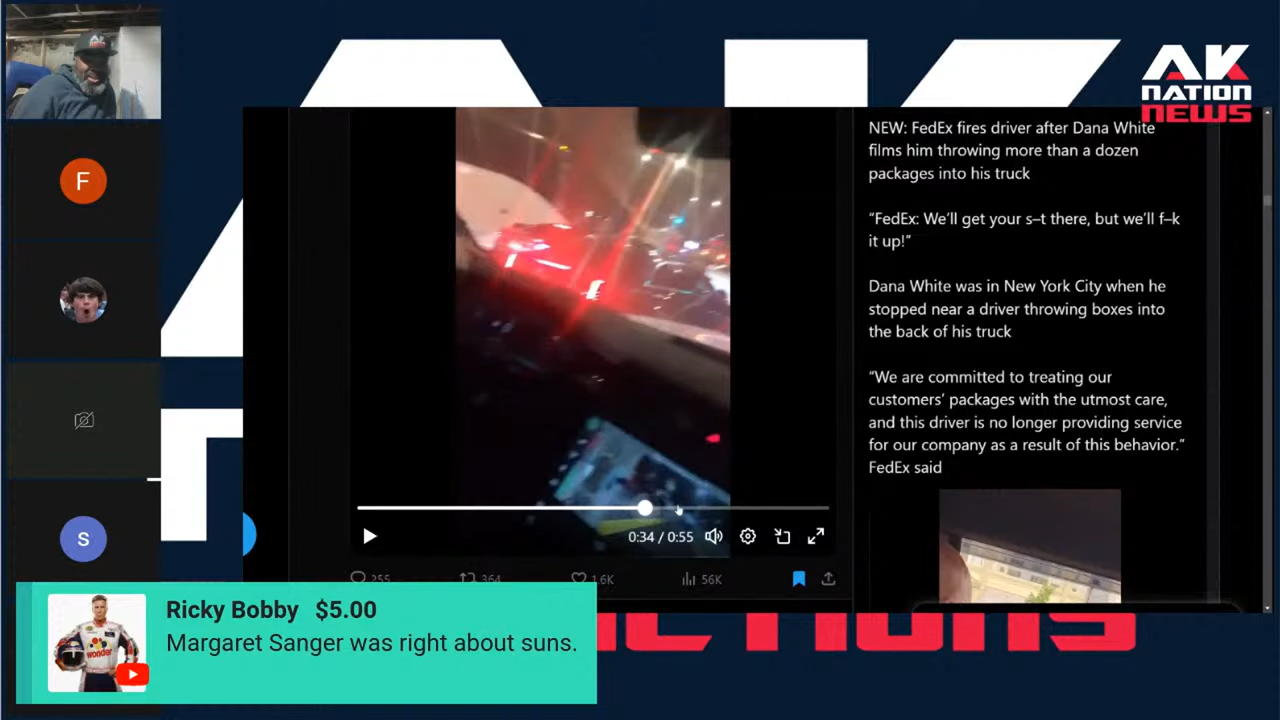 AK
NATION
NEWS
F
S
NEW: FedEx fires driver after Dana White
films him throwing more than a dozen
packages into his truck
“FedEx: We’ll get your s–t there, but we’ll f–k
it up!”
Dana White was in New York City when he
stopped near a driver throwing boxes into
the back of his truck
“We are committed to treating our
customers’ packages with the utmost care,
and this driver is no longer providing service
for our company as a result of this behavior.”
FedEx said
0:34 / 0:55
255
364
1.6K
56K
Ricky Bobby $5.00
Margaret Sanger was right about suns.